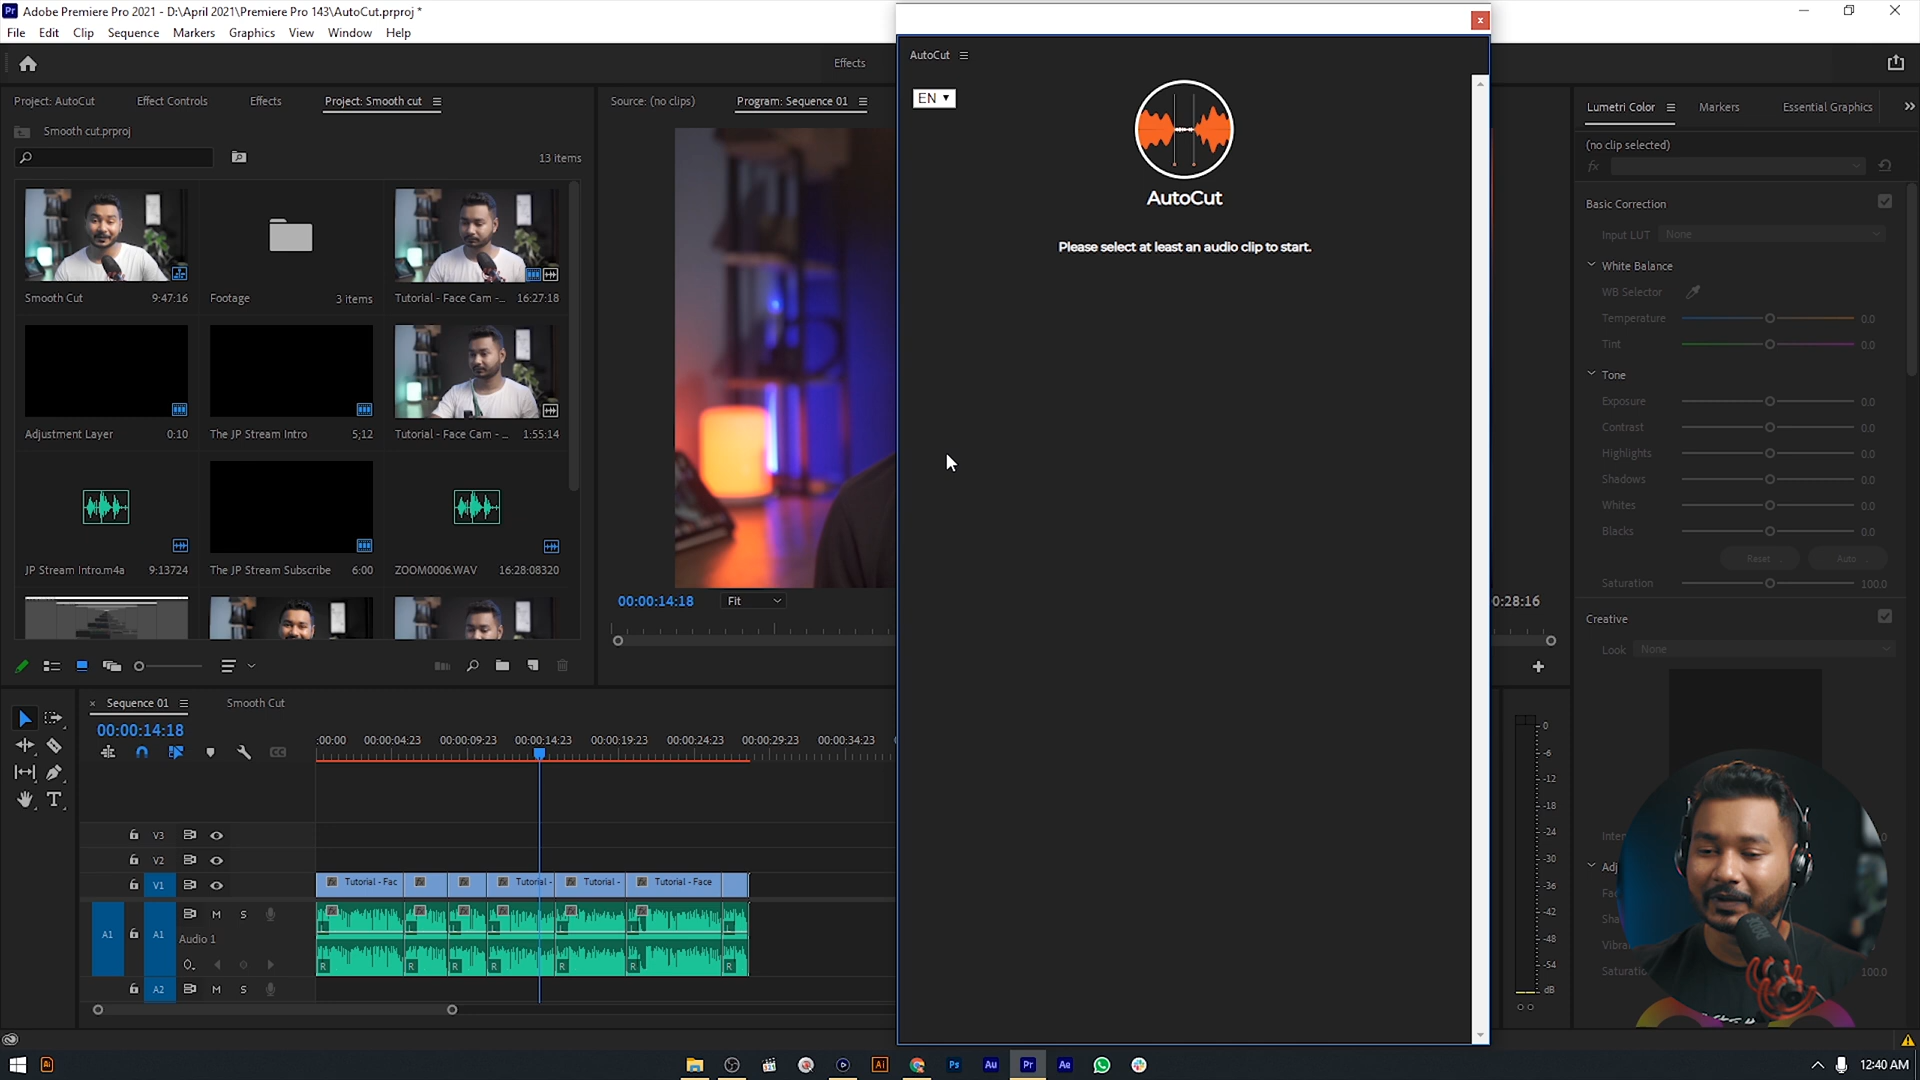 Adobe Premiere Pro 2021 - D:\April 2021\Premiere Pro 143\AutoCut.prproj *
File Edit Clip Sequence Markers Graphics View Window Help
Effects
Project: AutoCut Effect Controls Effects Project: Smooth cut
Smooth cut.prproj
13 items
Smooth Cut 9:47:16
Footage 3 items
Tutorial - Face Cam -... 16:27:18
Adjustment Layer 0:10
The JP Stream Intro 5;12
Tutorial - Face Cam - ... 1:55:14
JP Stream Intro.m4a 9:13724
The JP Stream Subscribe 6:00
ZOOM0006.WAV 16:28:08320
Source: (no clips) Program: Sequence 01
00:00:14:18 Fit
0:28:16
AutoCut
EN
AutoCut
Please select at least an audio clip to start.
Lumetri Color Markers Essential Graphics
(no clip selected)
fx
Basic Correction
Input LUT None
White Balance
WB Selector
Temperature 0.0
Tint 0.0
Tone
Exposure 0.0
Contrast 0.0
Highlights 0.0
Shadows 0.0
Whites 0.0
Blacks 0.0
Reset Auto
Saturation 100.0
Creative
Look None
Sequence 01 Smooth Cut
00:00:14:18
:00:00 00:00:04:23 00:00:09:23 00:00:14:23 00:00:19:23 00:00:24:23 00:00:29:23 00:00:34:23
V3
V2
V1
Tutorial - Fac Tutorial - Tutorial - Tutorial - Face
A1 A1 M S
Audio 1
A2 M S
L L L L L L L
R R R R R R R
0
-6
-12
-18
-24
-30
-36
-42
-48
-54
dB
100.0
Ai Ai Ps Au Pr Ae
12:40 AM